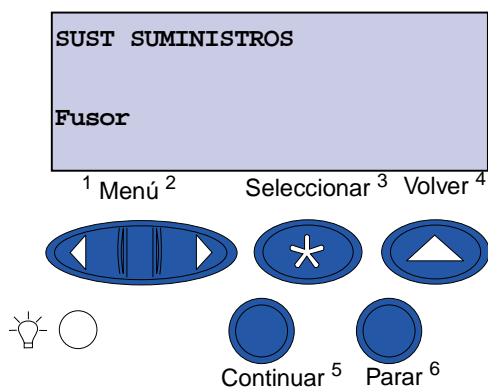 SUST SUMINISTROS
Fusor
1 Menú 2 Seleccionar 3 Volver 4
Continuar 5 Parar 6